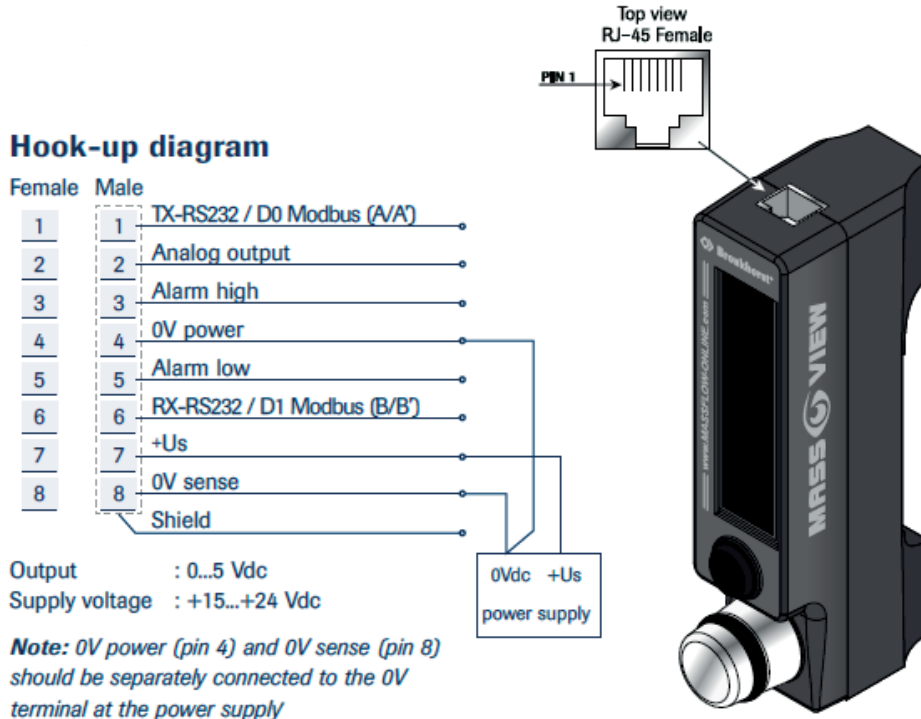 Top view
RJ-45 Female
PIN 1
Hook-up diagram
Female Male
1 1 TX-RS232 / D0 Modbus (A/A')
2 2 Analog output
3 3 Alarm high
4 4 0V power
5 5 Alarm low
6 6 RX-RS232 / D1 Modbus (B/B')
7 7 +Us
8 8 0V sense
Shield
Output : 0...5 Vdc
Supply voltage : +15...+24 Vdc
0Vdc +Us
power supply
Note: 0V power (pin 4) and 0V sense (pin 8)
should be separately connected to the 0V
terminal at the power supply
Bronkhorst®
www.MASSFLOW-ONLINE.com
MASS VIEW